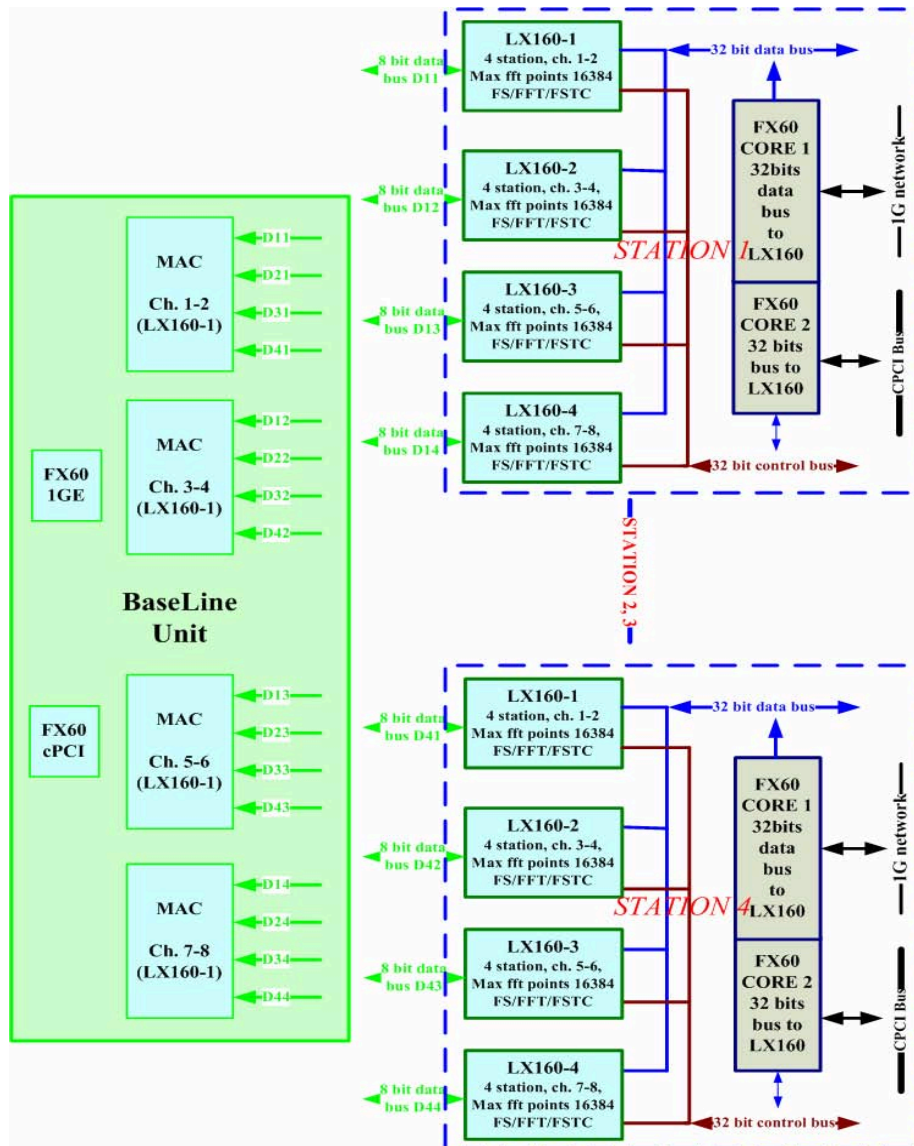 LX160-1
4 station, ch. 1-2
Max fft points 16384
FS/FFT/FSTC
8 bit data
bus D11
32 bit data bus
LX160-2
4 station, ch. 3-4,
Max fft points 16384
FS/FFT/FSTC
8 bit data
bus D12
STATION 1
LX160-3
4 station, ch. 5-6,
Max fft points 16384
FS/FFT/FSTC
8 bit data
bus D13
LX160-4
4 station, ch. 7-8,
Max fft points 16384
FS/FFT/FSTC
8 bit data
bus D14
32 bit control bus
FX60
CORE 1
32bits
data
bus
to
LX160
1G network
FX60
CORE 2
32 bits
bus to
LX160
CPCI Bus
MAC
Ch. 1-2
(LX160-1)
D11
D21
D31
D41
MAC
Ch. 3-4
(LX160-1)
D12
D22
D32
D42
FX60
1GE
BaseLine
Unit
FX60
cPCI
MAC
Ch. 5-6
(LX160-1)
D13
D23
D33
D43
MAC
Ch. 7-8
(LX160-1)
D14
D24
D34
D44
STATION 2, 3
LX160-1
4 station, ch. 1-2
Max fft points 16384
FS/FFT/FSTC
8 bit data
bus D41
32 bit data bus
LX160-2
4 station, ch. 3-4,
Max fft points 16384
FS/FFT/FSTC
8 bit data
bus D42
STATION 4
LX160-3
4 station, ch. 5-6,
Max fft points 16384
FS/FFT/FSTC
8 bit data
bus D43
LX160-4
4 station, ch. 7-8,
Max fft points 16384
FS/FFT/FSTC
8 bit data
bus D44
32 bit control bus
FX60
CORE 1
32bits
data
bus
to
LX160
1G network
FX60
CORE 2
32 bits
bus to
LX160
CPCI Bus